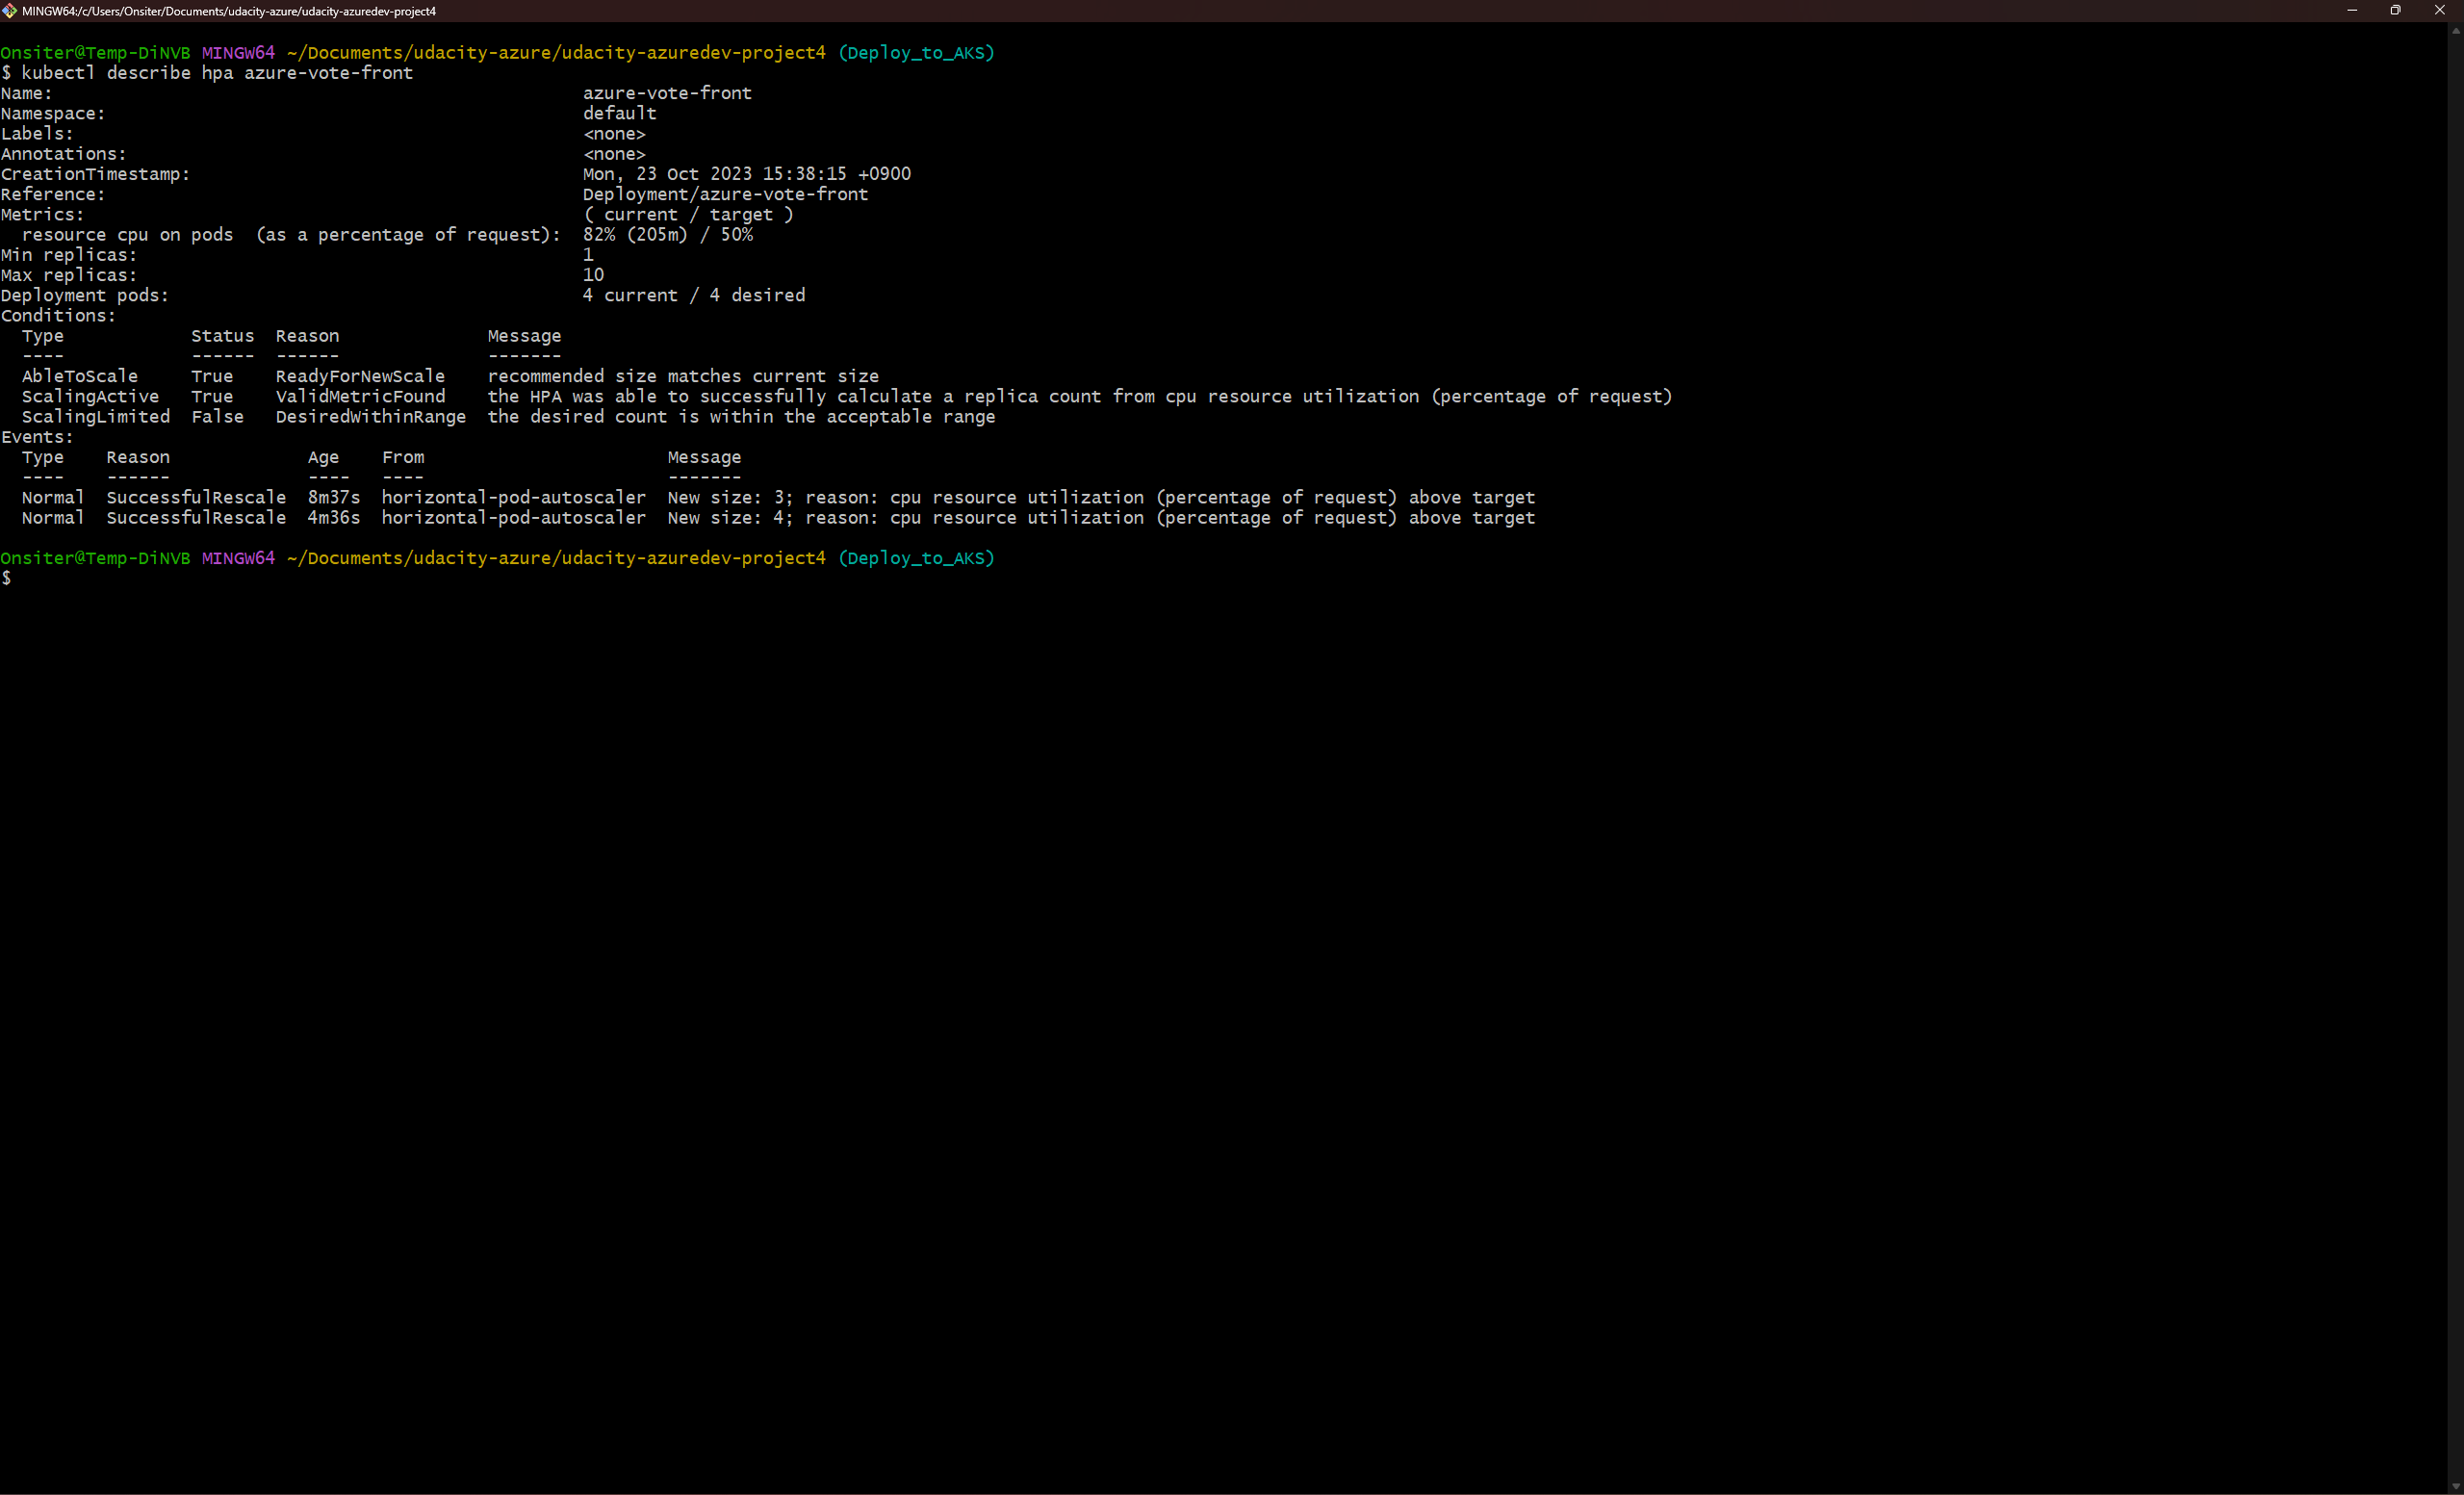 MINGW64:/c/Users/Onsiter/Documents/udacity-azure/udacity-azuredev-project4
Onsiter@Temp-DiNVB MINGW64 ~/Documents/udacity-azure/udacity-azuredev-project4 (Deploy_to_AKS)
$ kubectl describe hpa azure-vote-front
Name:                                                  azure-vote-front
Namespace:                                             default
Labels:                                                <none>
Annotations:                                           <none>
CreationTimestamp:                                     Mon, 23 Oct 2023 15:38:15 +0900
Reference:                                             Deployment/azure-vote-front
Metrics:                                               ( current / target )
  resource cpu on pods  (as a percentage of request):  82% (205m) / 50%
Min replicas:                                          1
Max replicas:                                          10
Deployment pods:                                       4 current / 4 desired
Conditions:
  Type            Status  Reason              Message
  ----            ------  ------              -------
  AbleToScale     True    ReadyForNewScale    recommended size matches current size
  ScalingActive   True    ValidMetricFound    the HPA was able to successfully calculate a replica count from cpu resource utilization (percentage of request)
  ScalingLimited  False   DesiredWithinRange  the desired count is within the acceptable range
Events:
  Type    Reason             Age    From                       Message
  ----    ------             ----   ----                       -------
  Normal  SuccessfulRescale  8m37s  horizontal-pod-autoscaler  New size: 3; reason: cpu resource utilization (percentage of request) above target
  Normal  SuccessfulRescale  4m36s  horizontal-pod-autoscaler  New size: 4; reason: cpu resource utilization (percentage of request) above target
Onsiter@Temp-DiNVB MINGW64 ~/Documents/udacity-azure/udacity-azuredev-project4 (Deploy_to_AKS)
$